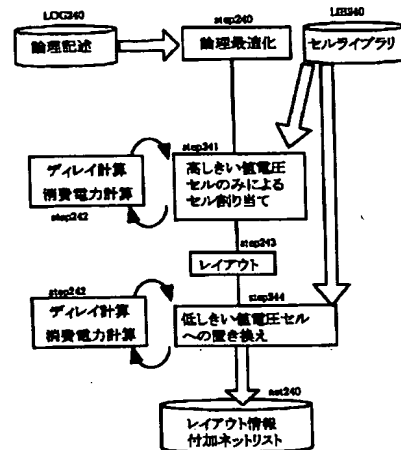 LOG240
論理記述
step240
論理最適化
LIB240
セルライブラリ
step341
高しきい値電圧
セルのみによる
セル割り当て
ディレイ計算
消費電力計算
step242
step243
レイアウト
step242
ディレイ計算
消費電力計算
step344
低しきい値電圧セル
への置き換え
net240
レイアウト情報
付加ネットリスト